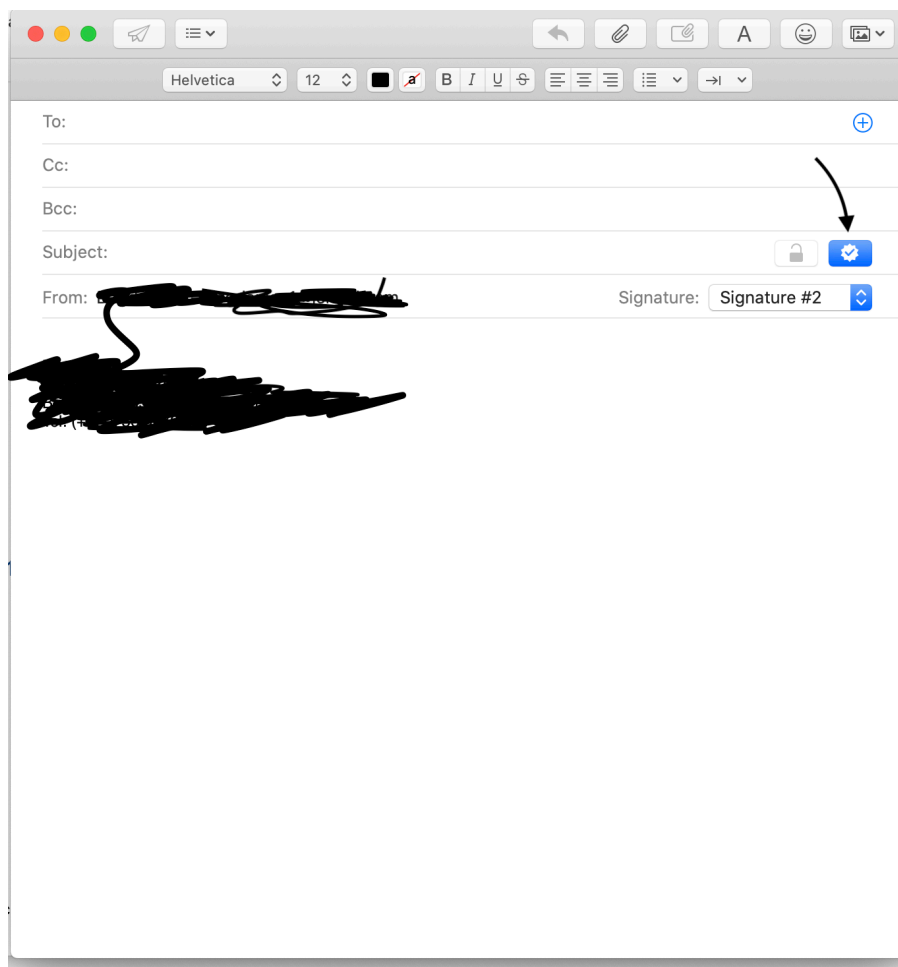 Helvetica 12 a B I U S
To:
Cc:
Bcc:
Subject:
From:
Signature: Signature #2